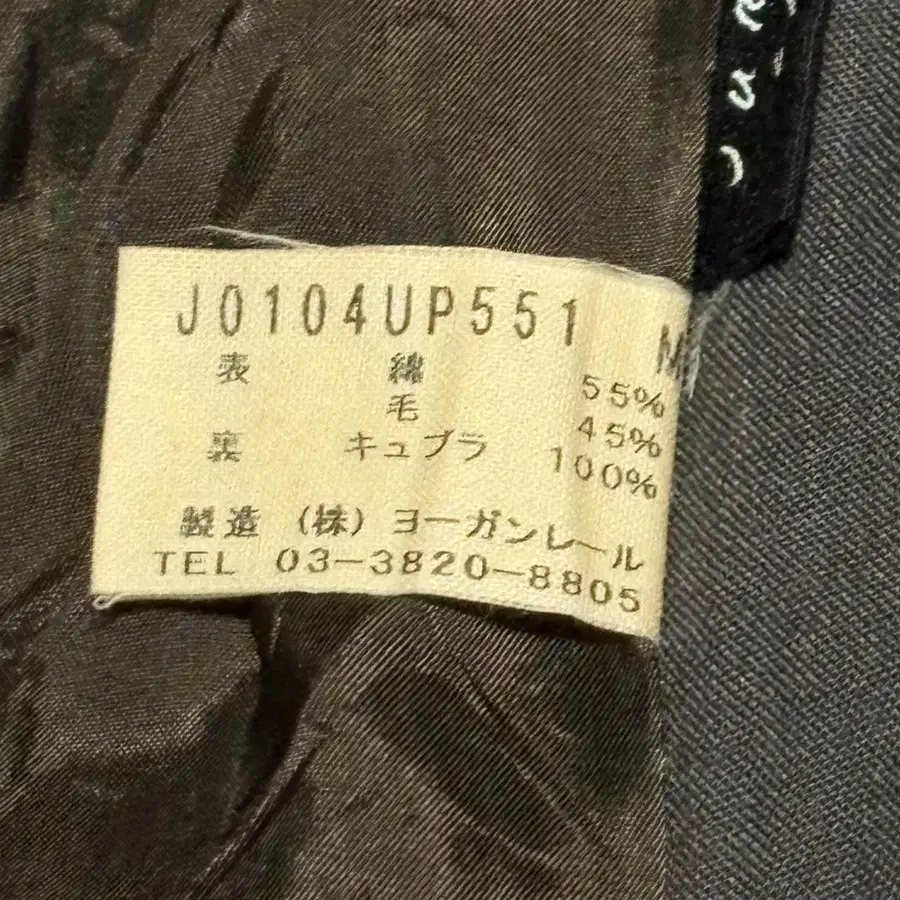 J0104UP551 M
表 綿 55%
毛 45%
裏 キュプラ 100%
製造 (株) ヨーガンレール
TEL 03-3820-8805